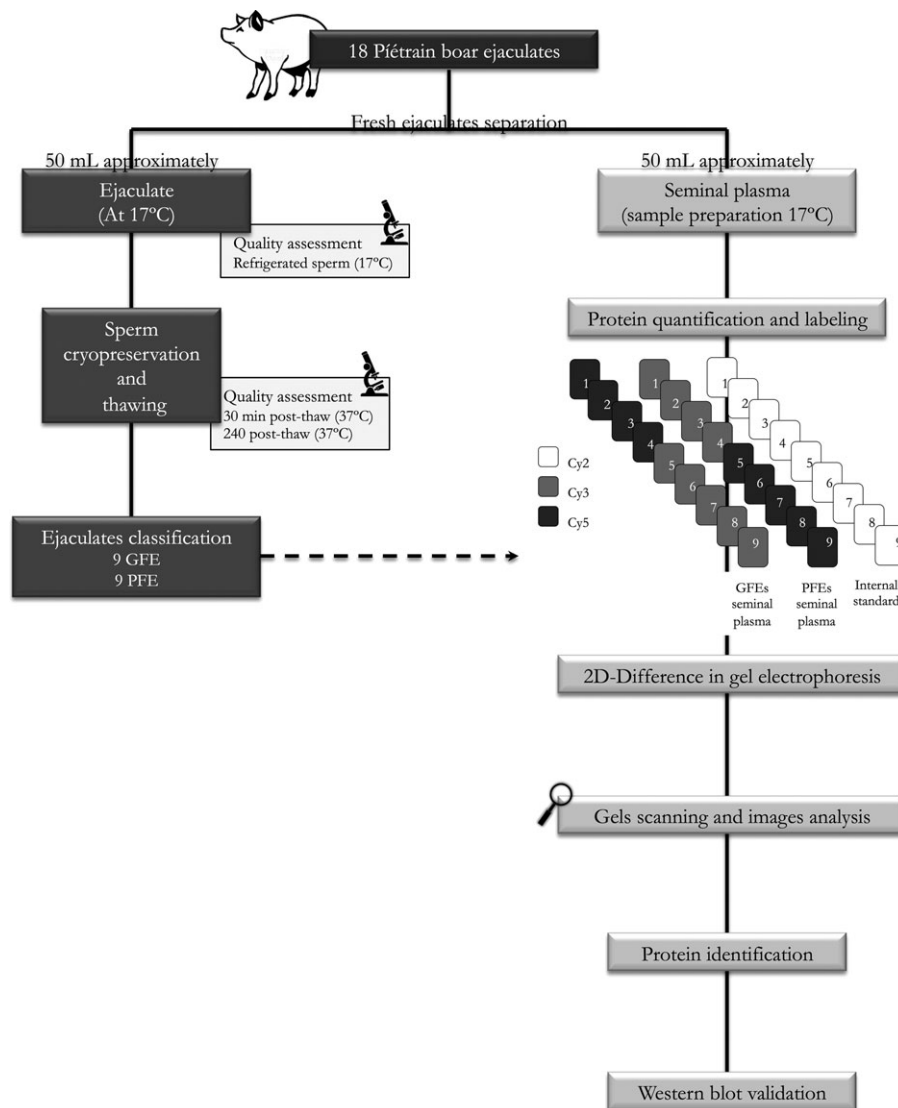 18 Píétrain boar ejaculates
Fresh ejaculates separation
50 mL approximately
Ejaculate
(At 17ºC)
Quality assessment
Refrigerated sperm (17ºC)
Sperm
cryopreservation
and
thawing
Quality assessment
30 min post-thaw (37ºC)
240 post-thaw (37ºC)
Ejaculates classification
9 GFE
9 PFE
50 mL approximately
Seminal plasma
(sample preparation 17ºC)
Protein quantification and labeling
1 1 1
2 2 2
3 3 3
4 4 4
5 5 5
6 6 6
7 7 7
8 8 8
9 9 9
Cy2
Cy3
Cy5
GFEs
seminal
plasma
PFEs
seminal
plasma
Internal
standard
2D-Difference in gel electrophoresis
Gels scanning and images analysis
Protein identification
Western blot validation